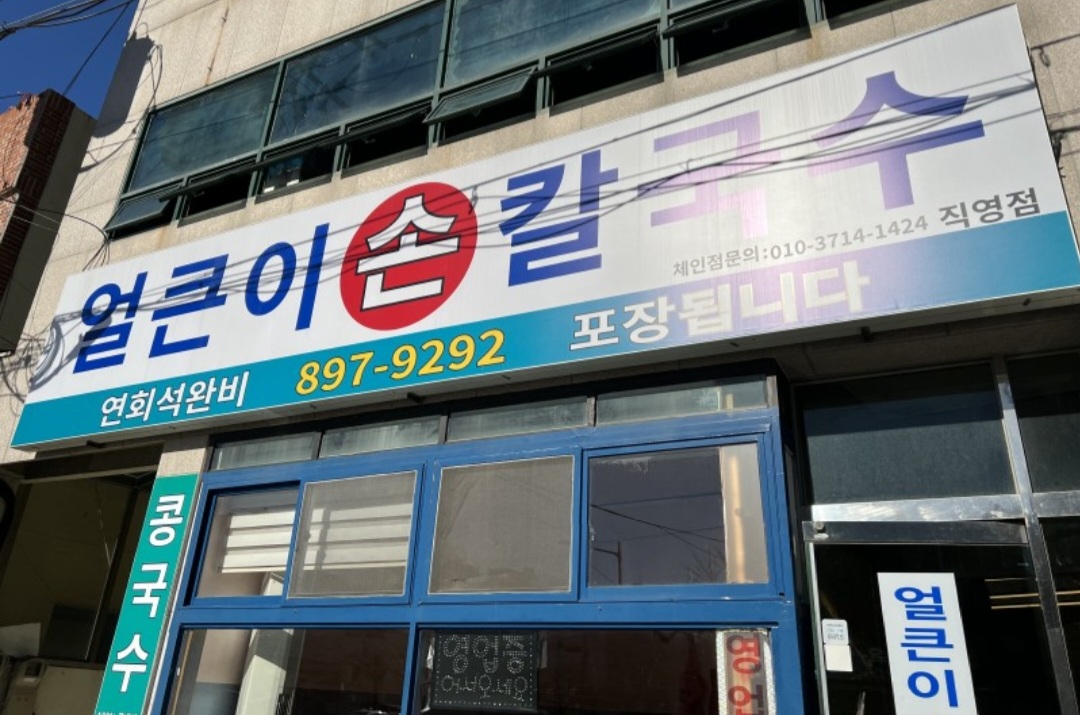 얼큰이 손 칼국수
체인점문의:010-3714-1424 직영점
연회석완비 897-9292 포장됩니다
콩국수
영업중
어서오세요
영업
얼큰이